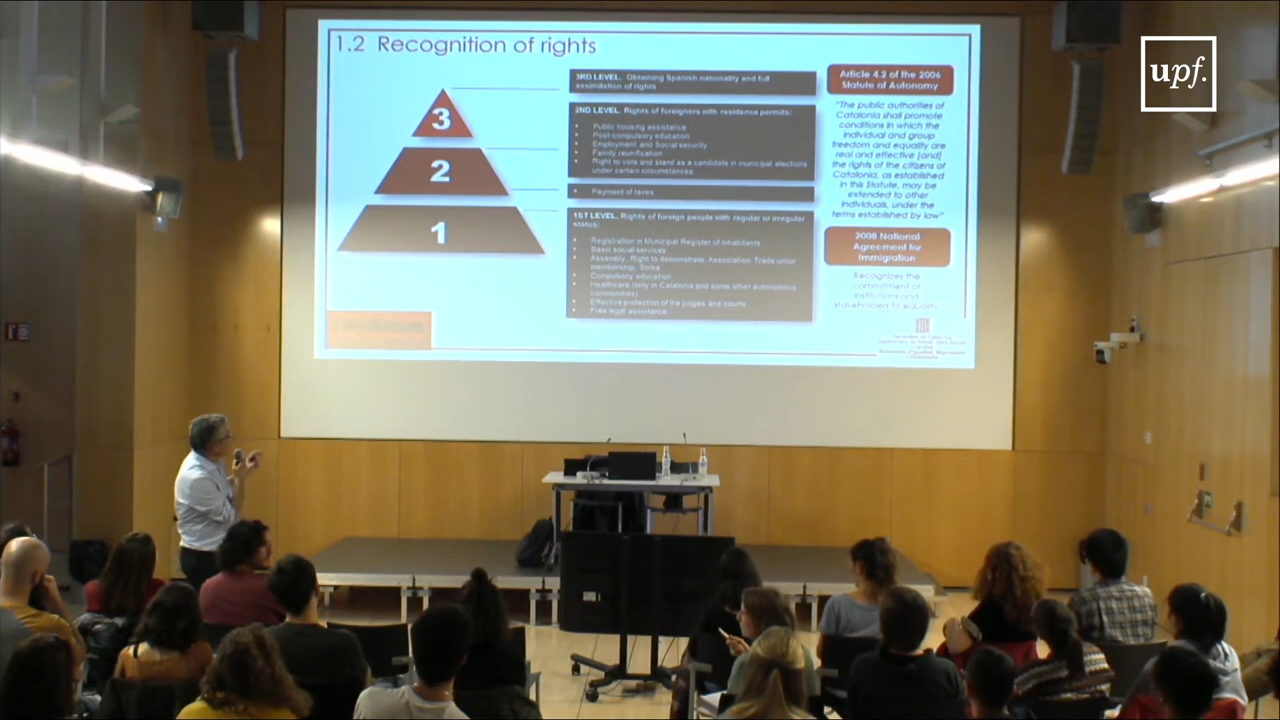 1.2 Recognition of rights
3
2
1
3RD LEVEL. Obtaining Spanish nationality and full
assimilation of rights
2ND LEVEL. Rights of foreigners with residence permits:
• Public housing assistance
• Post-compulsory education
• Employment and Social security
• Family reunification
• Right to vote and stand as a candidate in municipal elections
under certain circumstances
• Payment of taxes
1ST LEVEL. Rights of foreign people with regular or irregular
status:
• Registration in Municipal Register of Inhabitants
• Basic social services
• Assembly, Right to demonstrate, Association, Trade union
membership, Strike
• Compulsory education
• Healthcare (only in Catalonia and some other autonomous
communities)
• Effective protection of the judges and courts
• Free legal assistance
Article 4.2 of the 2006
Statute of Autonomy
"The public authorities of
Catalonia shall promote
conditions in which the
individual and group
freedom and equality are
real and effective [and]
the rights of the citizens of
Catalonia, as established
in this Statute, may be
extended to other
individuals, under the
terms established by law"
2008 National
Agreement for
Immigration
Recognizes the
commitment of
institutions and
stakeholders to equality
upf.